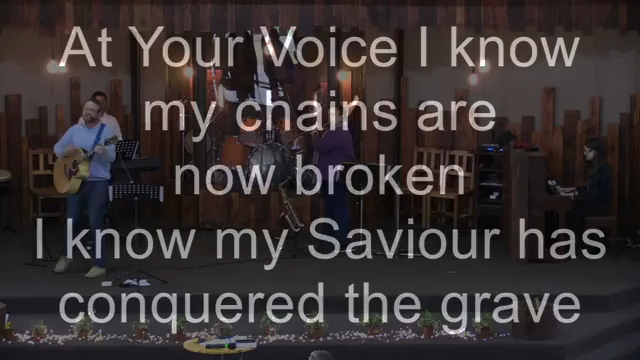 At Your Voice I know
my chains are
now broken
I know my Saviour has
conquered the grave